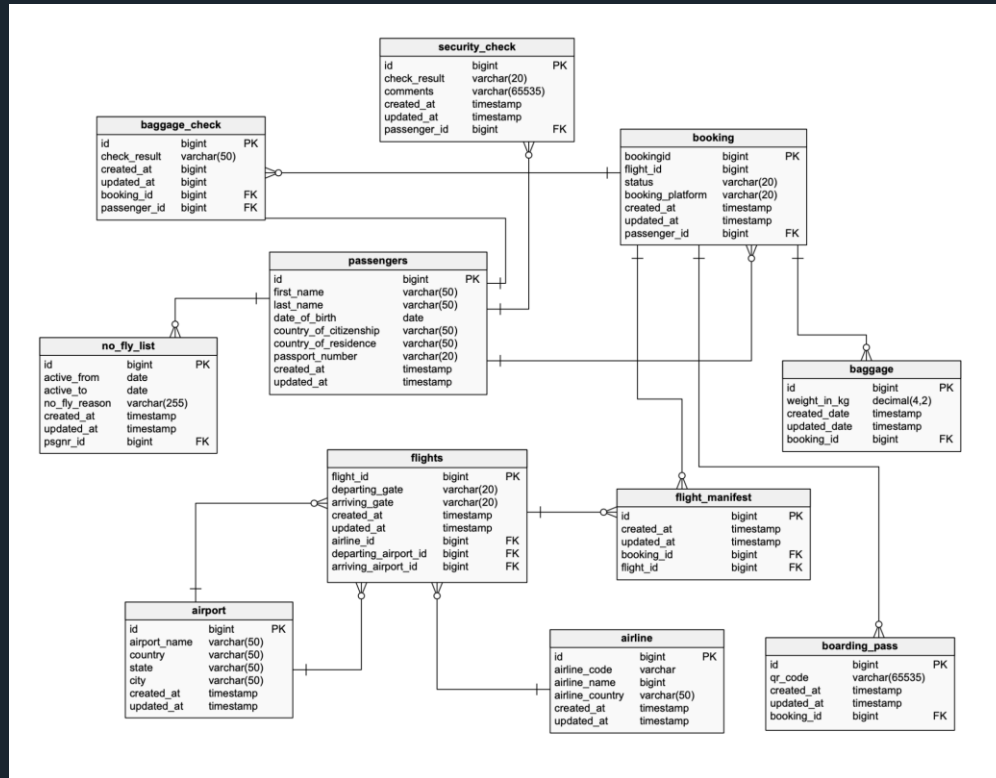 security_check
id bigint PK
check_result varchar(20)
comments varchar(65535)
created_at timestamp
updated_at timestamp
passenger_id bigint FK
baggage_check
id bigint PK
check_result varchar(50)
created_at bigint
updated_at bigint
booking_id bigint FK
passenger_id bigint FK
booking
bookingid bigint PK
flight_id bigint
status varchar(20)
booking_platform varchar(20)
created_at timestamp
updated_at timestamp
passenger_id bigint FK
passengers
id bigint PK
first_name varchar(50)
last_name varchar(50)
date_of_birth date
country_of_citizenship varchar(50)
country_of_residence varchar(50)
passport_number varchar(20)
created_at timestamp
updated_at timestamp
no_fly_list
id bigint PK
active_from date
active_to date
no_fly_reason varchar(255)
created_at timestamp
updated_at timestamp
psgnr_id bigint FK
baggage
id bigint PK
weight_in_kg decimal(4,2)
created_date timestamp
updated_date timestamp
booking_id bigint FK
flights
flight_id bigint PK
departing_gate varchar(20)
arriving_gate varchar(20)
created_at timestamp
updated_at timestamp
airline_id bigint FK
departing_airport_id bigint FK
arriving_airport_id bigint FK
flight_manifest
id bigint PK
created_at timestamp
updated_at timestamp
booking_id bigint FK
flight_id bigint FK
airport
id bigint PK
airport_name varchar(50)
country varchar(50)
state varchar(50)
city varchar(50)
created_at timestamp
updated_at timestamp
airline
id bigint PK
airline_code varchar
airline_name bigint
airline_country varchar(50)
created_at timestamp
updated_at timestamp
boarding_pass
id bigint PK
qr_code varchar(65535)
created_at timestamp
updated_at timestamp
booking_id bigint FK